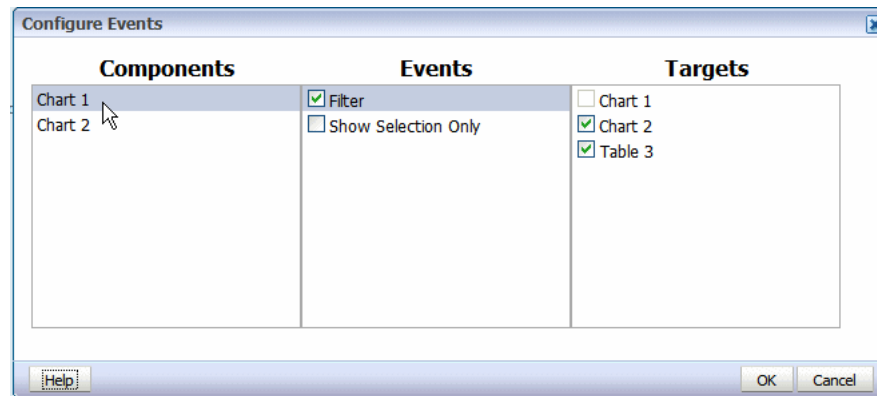 Configure Events
Components Events Targets
Chart 1 Filter Chart 1
Chart 2 Show Selection Only Chart 2
Table 3
Help OK Cancel